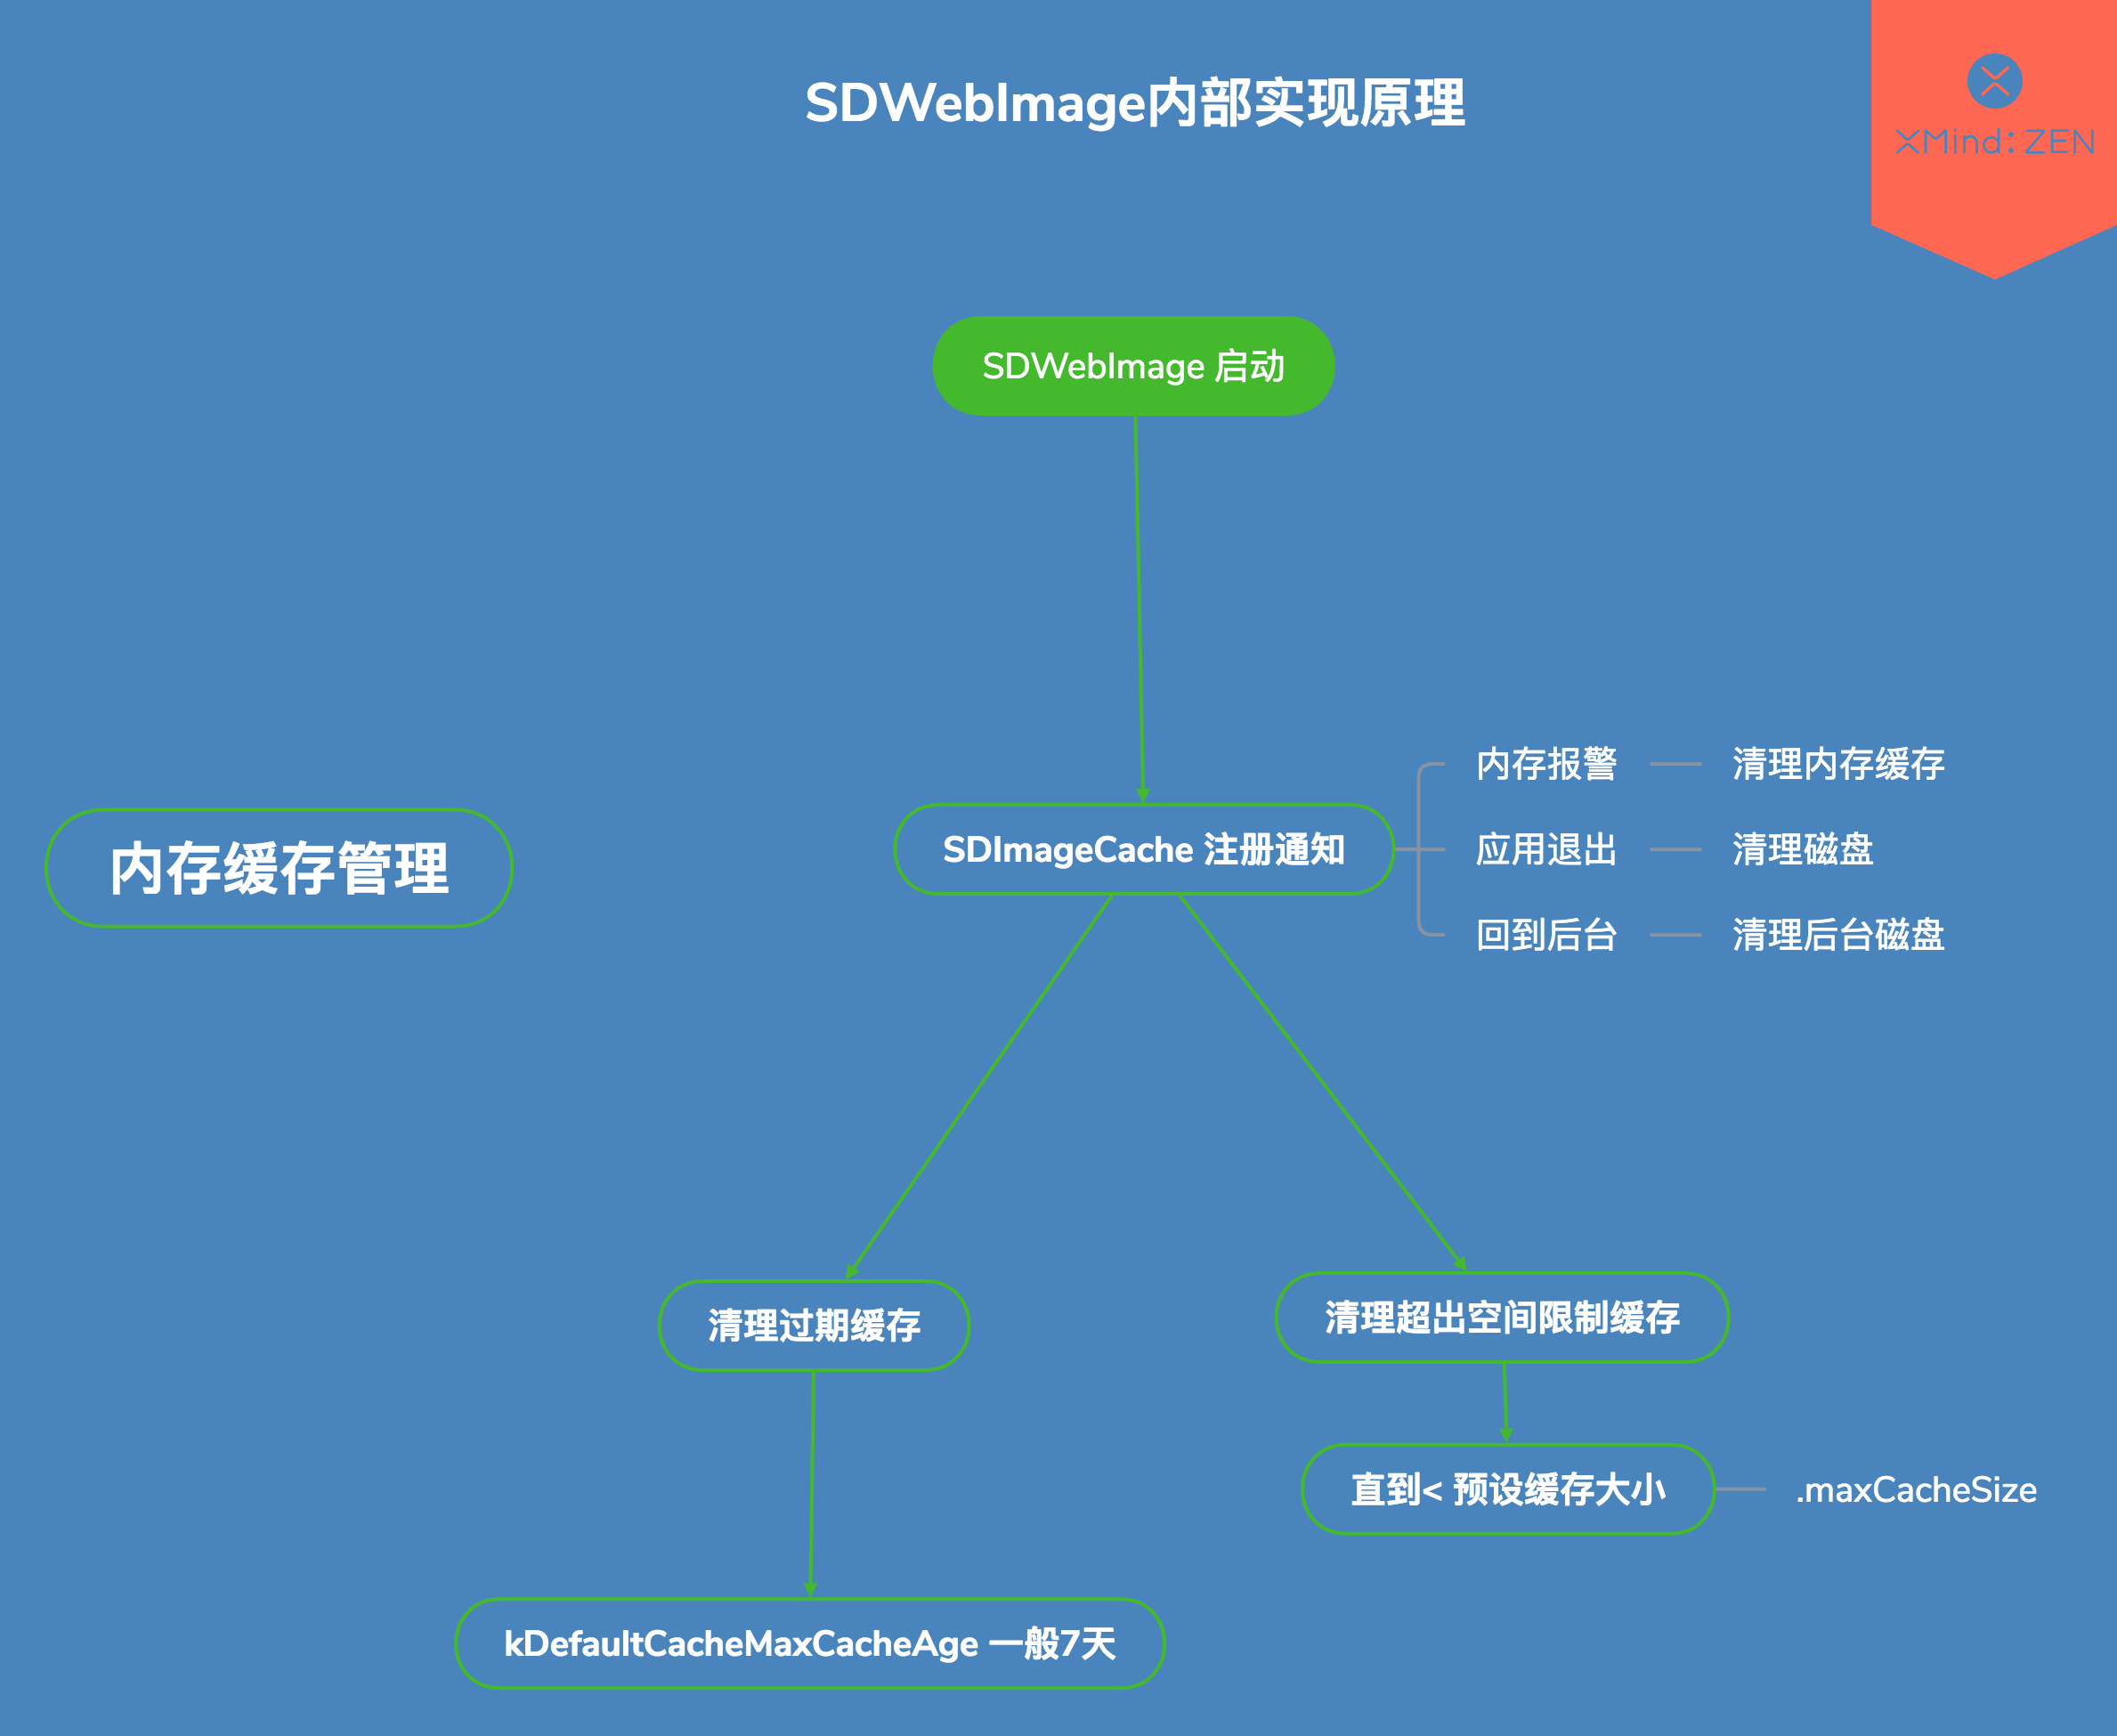 SDWebImage内部实现原理
XMind: ZEN
SDWebImage 启动
内存缓存管理
SDImageCache 注册通知
内存报警
清理内存缓存
应用退出
清理磁盘
回到后台
清理后台磁盘
清理过期缓存
清理超出空间限制缓存
直到< 预设缓存大小
.maxCacheSize
kDefaultCacheMaxCacheAge 一般7天